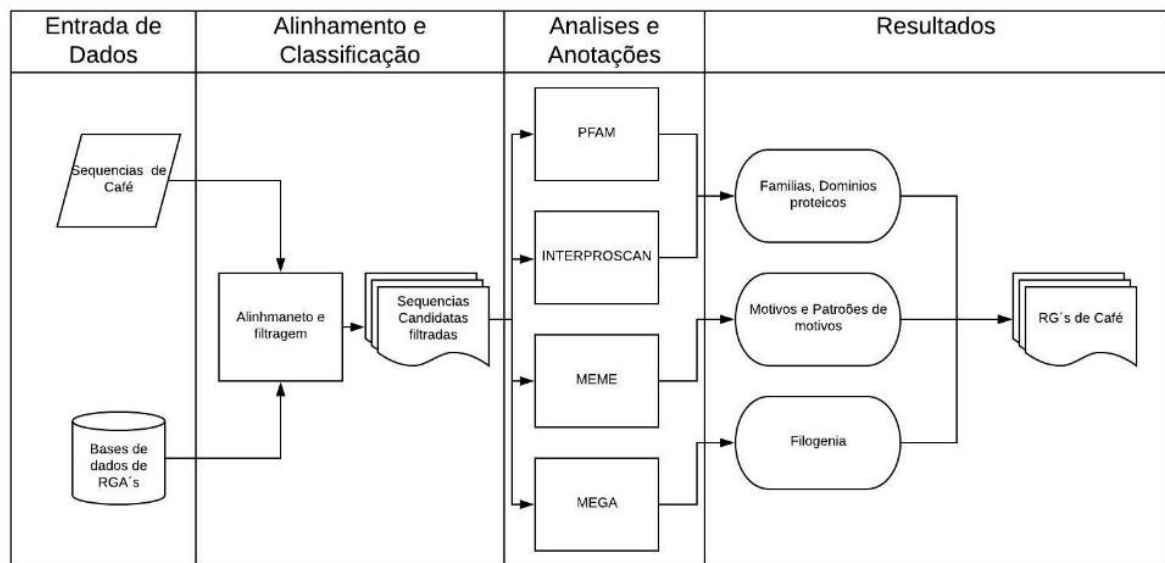 Entrada de
Dados
Alinhamento e
Classificação
Analises e
Anotações
Resultados
Sequencias de
Café
Bases de
dados de
RGA´s
Alinhmaneto e
filtragem
Sequencias
Candidatas
filtradas
PFAM
INTERPROSCAN
MEME
MEGA
Familias, Dominios
proteicos
Motivos e Patroões de
motivos
Filogenia
RG´s de Café